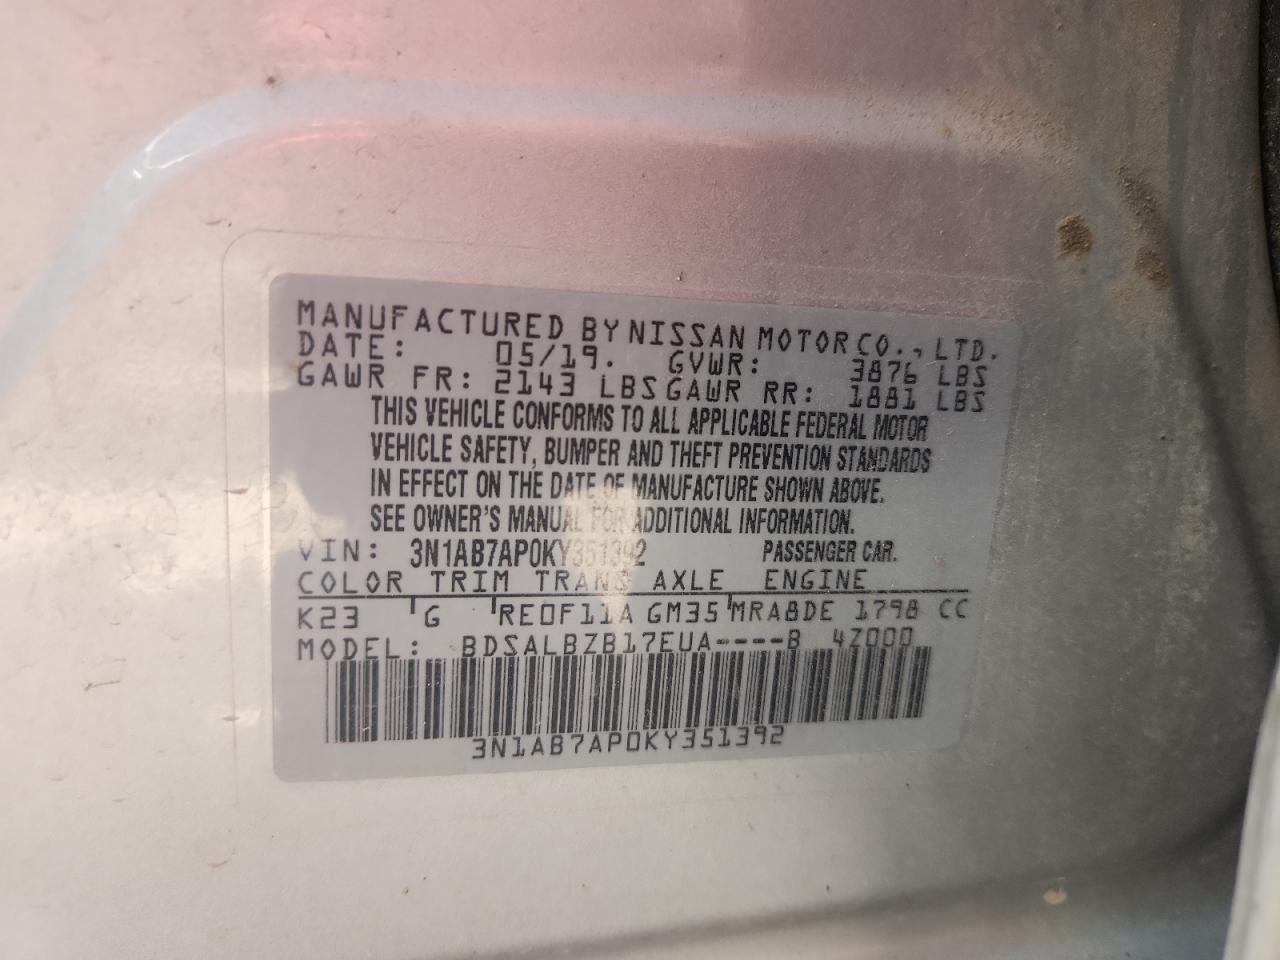 MANUFACTURED BY NISSAN MOTOR CO., LTD.
DATE: 05/19. GVWR: 3876 LBS
GAWR FR: 2143 LBS GAWR RR: 1881 LBS
THIS VEHICLE CONFORMS TO ALL APPLICABLE FEDERAL MOTOR
VEHICLE SAFETY, BUMPER AND THEFT PREVENTION STANDARDS
IN EFFECT ON THE DATE OF MANUFACTURE SHOWN ABOVE.
SEE OWNER'S MANUAL FOR ADDITIONAL INFORMATION.
VIN: 3N1AB7AP0KY351392 PASSENGER CAR.
COLOR TRIM TRANS AXLE ENGINE
K23 G RE0F11A GM35 MRA8DE 1798 CC
MODEL: BDSALBZB17EUA----B 4Z000
3N1AB7AP0KY351392